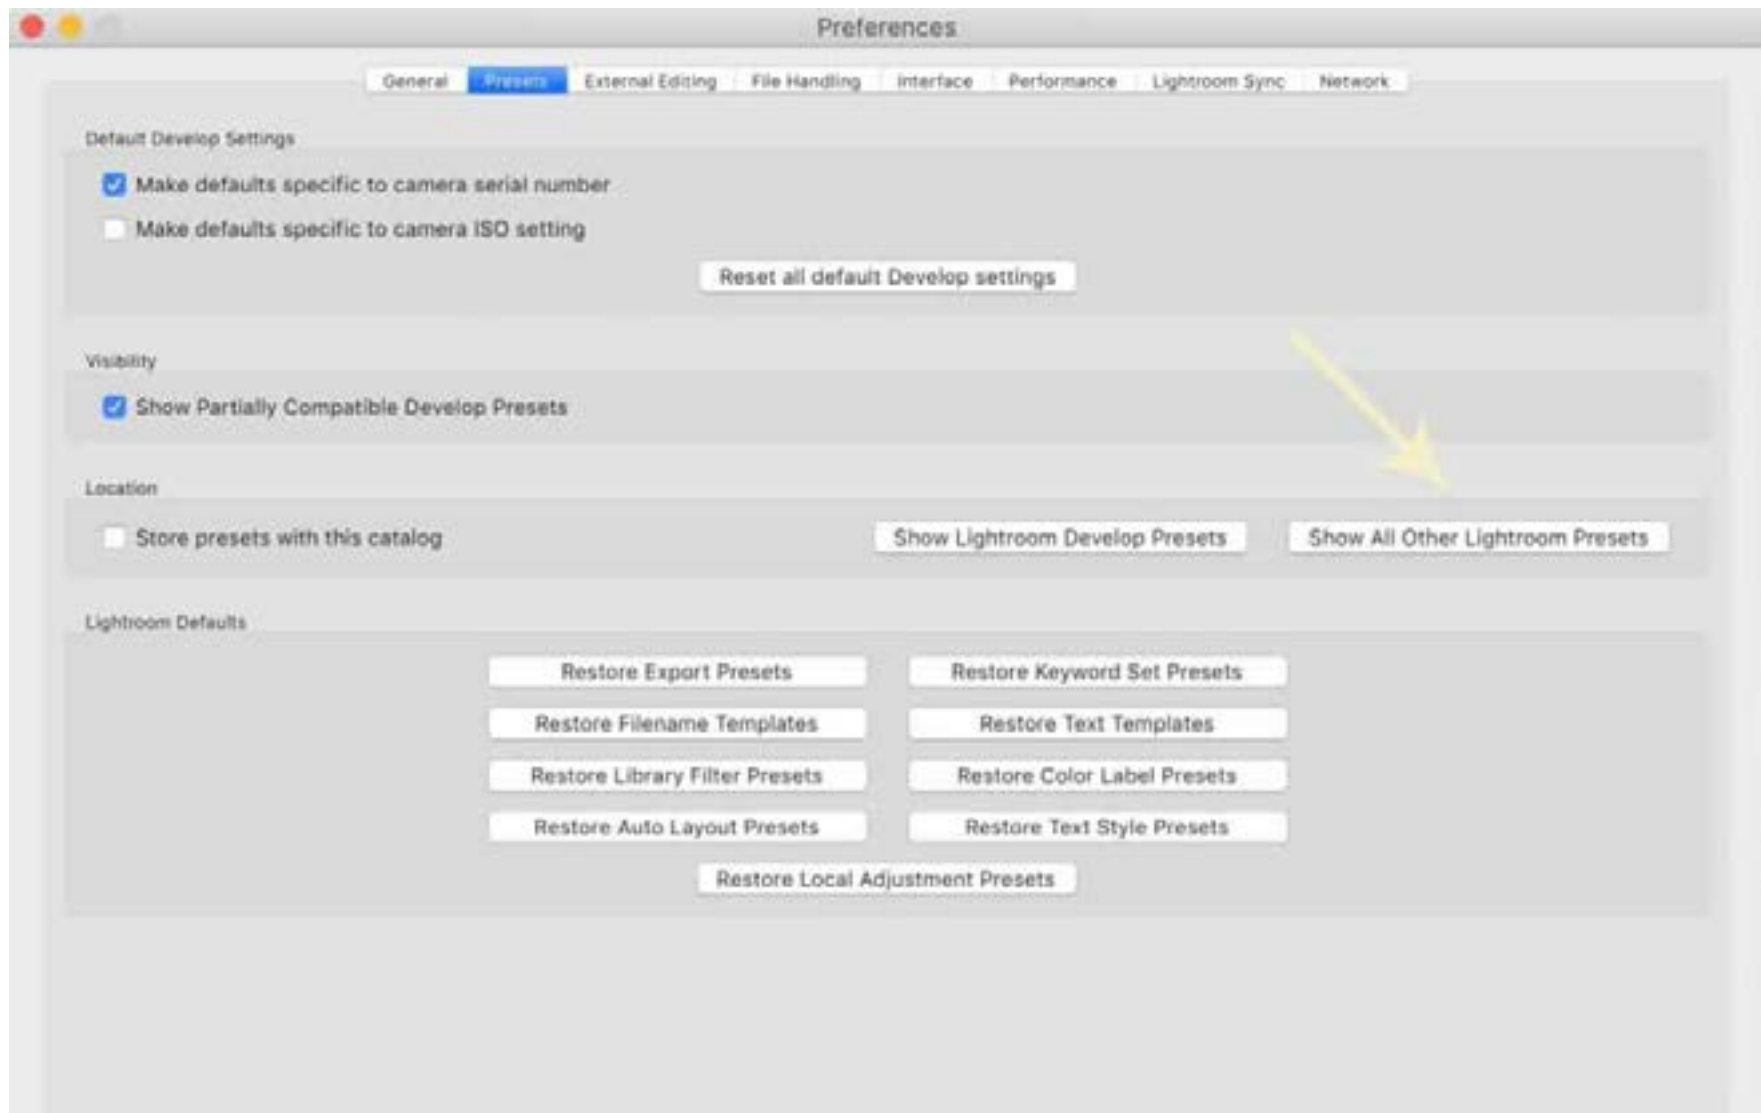 Preferences
General Presets External Editing File Handling Interface Performance Lightroom Sync Network
Default Develop Settings
Make defaults specific to camera serial number
Make defaults specific to camera ISO setting
Reset all default Develop settings
Visibility
Show Partially Compatible Develop Presets
Location
Store presets with this catalog Show Lightroom Develop Presets Show All Other Lightroom Presets
Lightroom Defaults
Restore Export Presets Restore Keyword Set Presets
Restore Filename Templates Restore Text Templates
Restore Library Filter Presets Restore Color Label Presets
Restore Auto Layout Presets Restore Text Style Presets
Restore Local Adjustment Presets